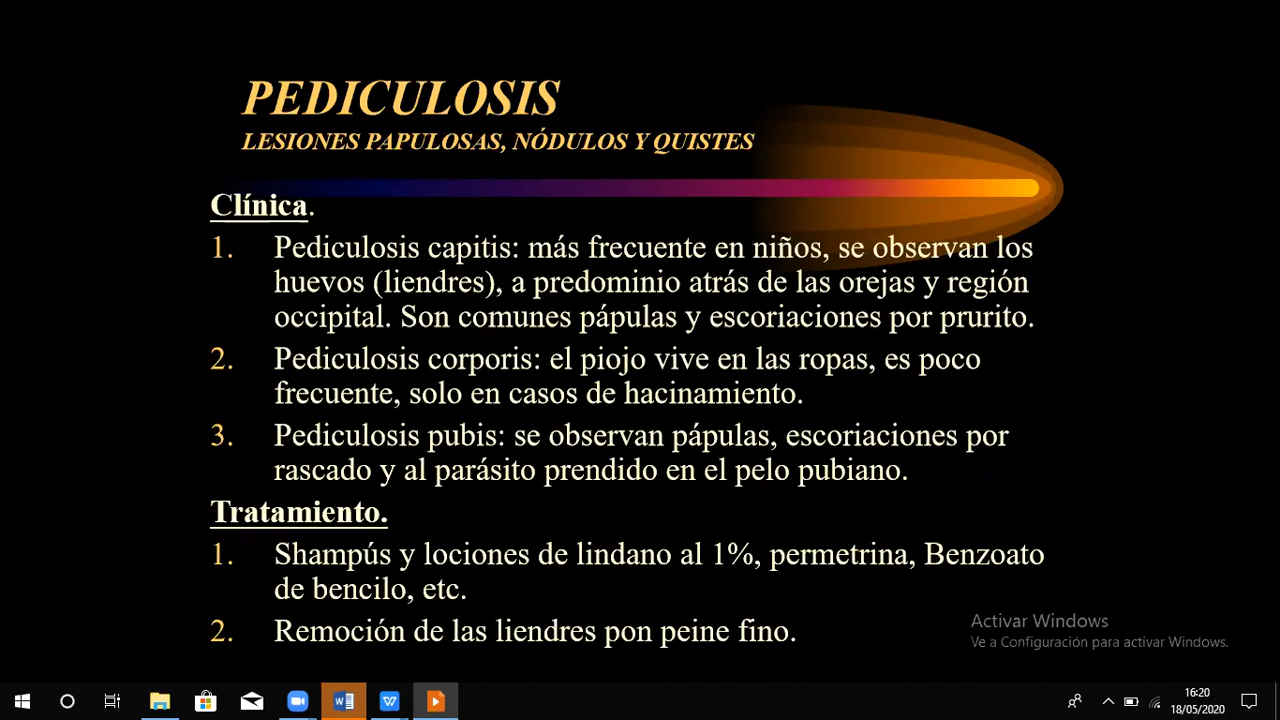 PEDICULOSIS
LESIONES PAPULOSAS, NÓDULOS Y QUISTES
Clínica.
1. Pediculosis capitis: más frecuente en niños, se observan los
huevos (liendres), a predominio atrás de las orejas y región
occipital. Son comunes pápulas y escoriaciones por prurito.
2. Pediculosis corporis: el piojo vive en las ropas, es poco
frecuente, solo en casos de hacinamiento.
3. Pediculosis pubis: se observan pápulas, escoriaciones por
rascado y al parásito prendido en el pelo pubiano.
Tratamiento.
1. Shampús y lociones de lindano al 1%, permetrina, Benzoato
de bencilo, etc.
2. Remoción de las liendres pon peine fino.
Activar Windows
Ve a Configuración para activar Windows.
16:20
18/05/2020